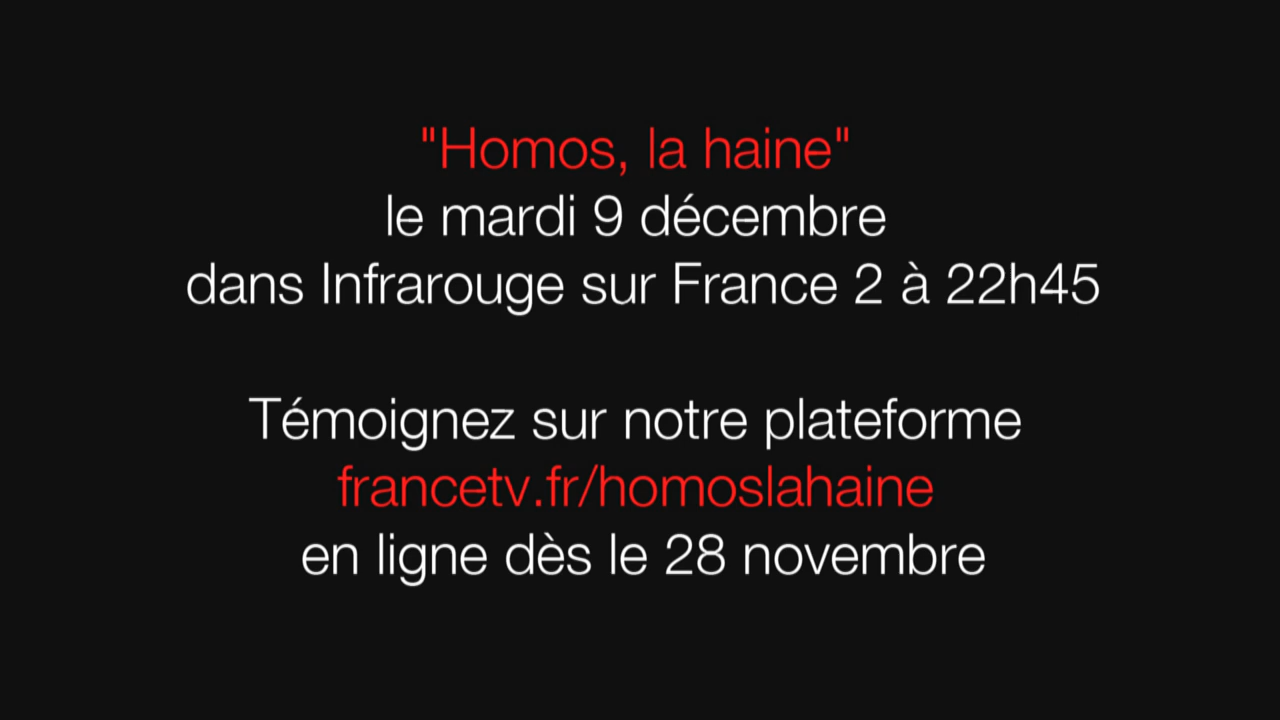 "Homos, la haine"
le mardi 9 décembre
dans Infrarouge sur France 2 à 22h45
Témoignez sur notre plateforme
francetv.fr/homoslahaine
en ligne dès le 28 novembre